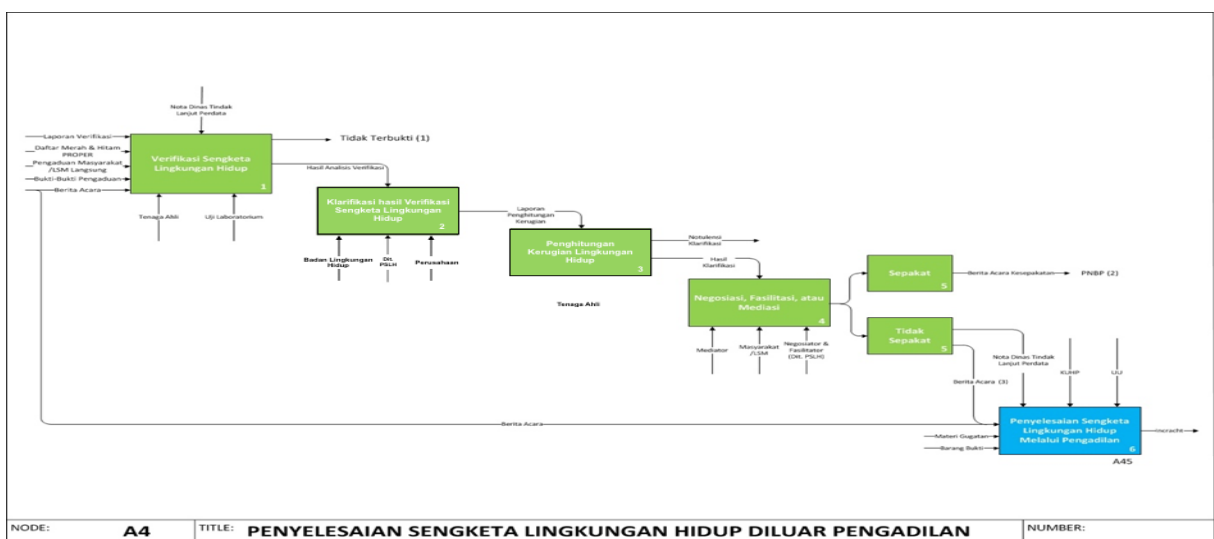 Nota Dinas Tindak
Lanjut Perdata
Laporan Verifikasi
Daftar Merah & Hitam
PROPER
Pengaduan Masyarakat
/LSM Langsung
Bukti-Bukti Pengaduan
Berita Acara
Verifikasi Sengketa
Lingkungan Hidup
1
Tidak Terbukti (1)
Hasil Analisis Verifikasi
Tenaga Ahli
Uji Laboratorium
Klarifikasi hasil Verifikasi
Sengketa Lingkungan
Hidup
2
Badan Lingkungan
Hidup
Dit.
PSLH
Perusahaan
Laporan
Penghitungan
Kerugian
Penghitungan
Kerugian Lingkungan
Hidup
3
Notulensi
Klarifikasi
Hasil
Klarifikasi
Tenaga Ahli
Negosiasi, Fasilitasi, atau
Mediasi
4
Mediator
Masyarakat
/LSM
Negosiator &
Fasilitator
(Dit. PSLH)
Sepakat
5
Berita Acara Kesepakatan
PNBP (2)
Tidak
Sepakat
5
Nota Dinas Tindak
Lanjut Perdata
KUHP
UU
Berita Acara (3)
Berita Acara
Materi Gugatan
Barang Bukti
Penyelesaian Sengketa
Lingkungan Hidup
Melalui Pengadilan
6
Incracht
A45
NODE: A4 TITLE: PENYELESAIAN SENGKETA LINGKUNGAN HIDUP DILUAR PENGADILAN NUMBER: